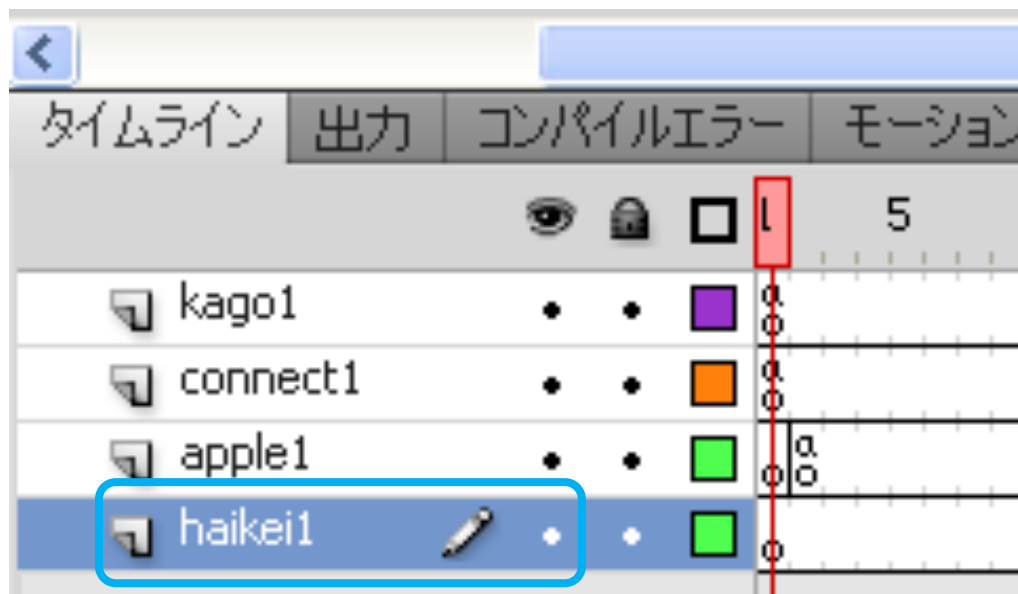 タイムライン 出力 コンパイルエラー モーション
1 5
kago1 a
connect1 a
apple1 a
haikei1